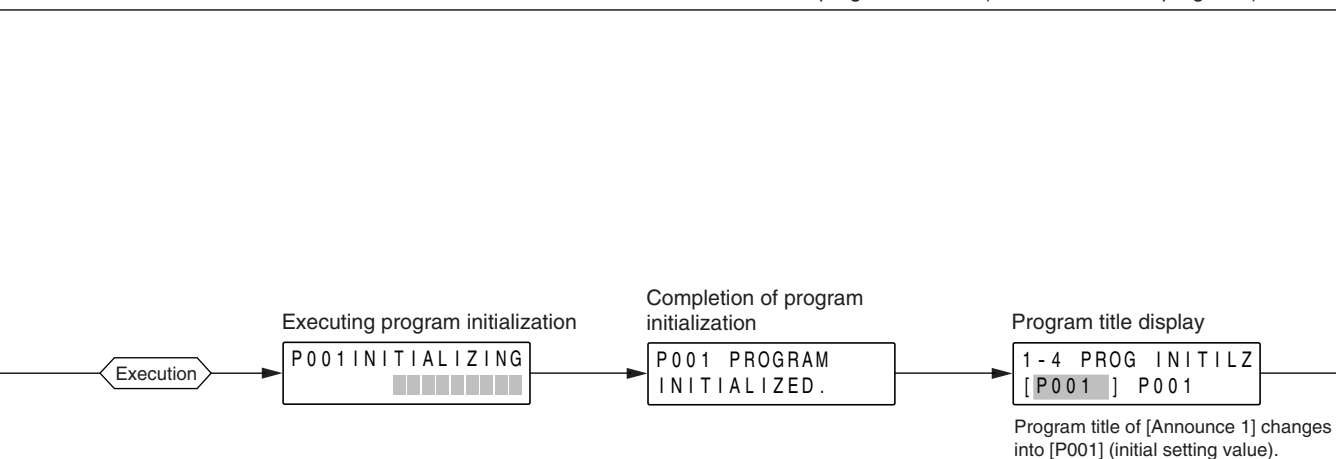 Execution
Executing program initialization
P001INITIALIZING
Completion of program
initialization
P001 PROGRAM
INITIALIZED.
Program title display
1-4 PROG INITILZ
[P001 ] P001
Program title of [Announce 1] changes
into [P001] (initial setting value).